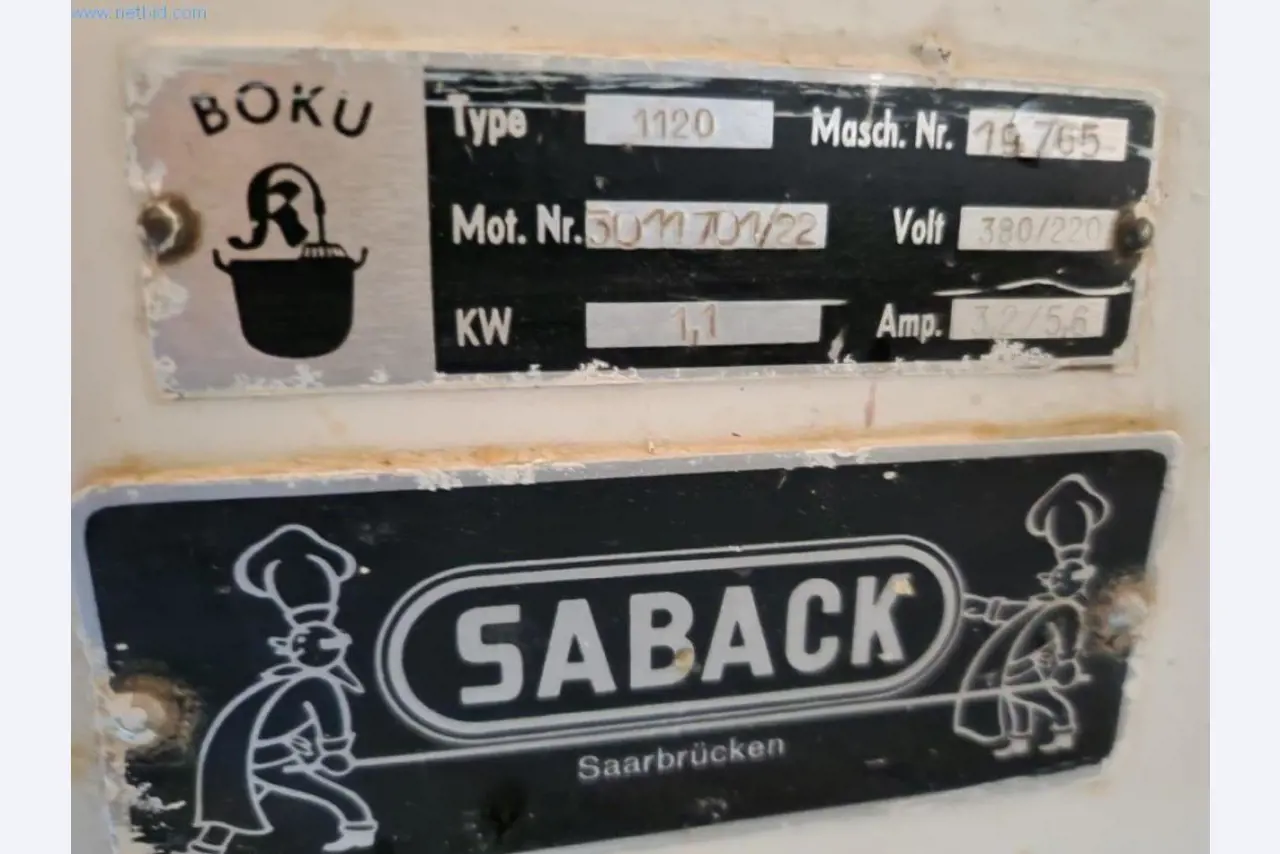 www.netbid.com
BOKU
Type 1120 Masch. Nr. 19765
Mot. Nr. 3011701/22 Volt 380/220
KW 1,1 Amp. 3,2/5,6
SABACK
Saarbrücken